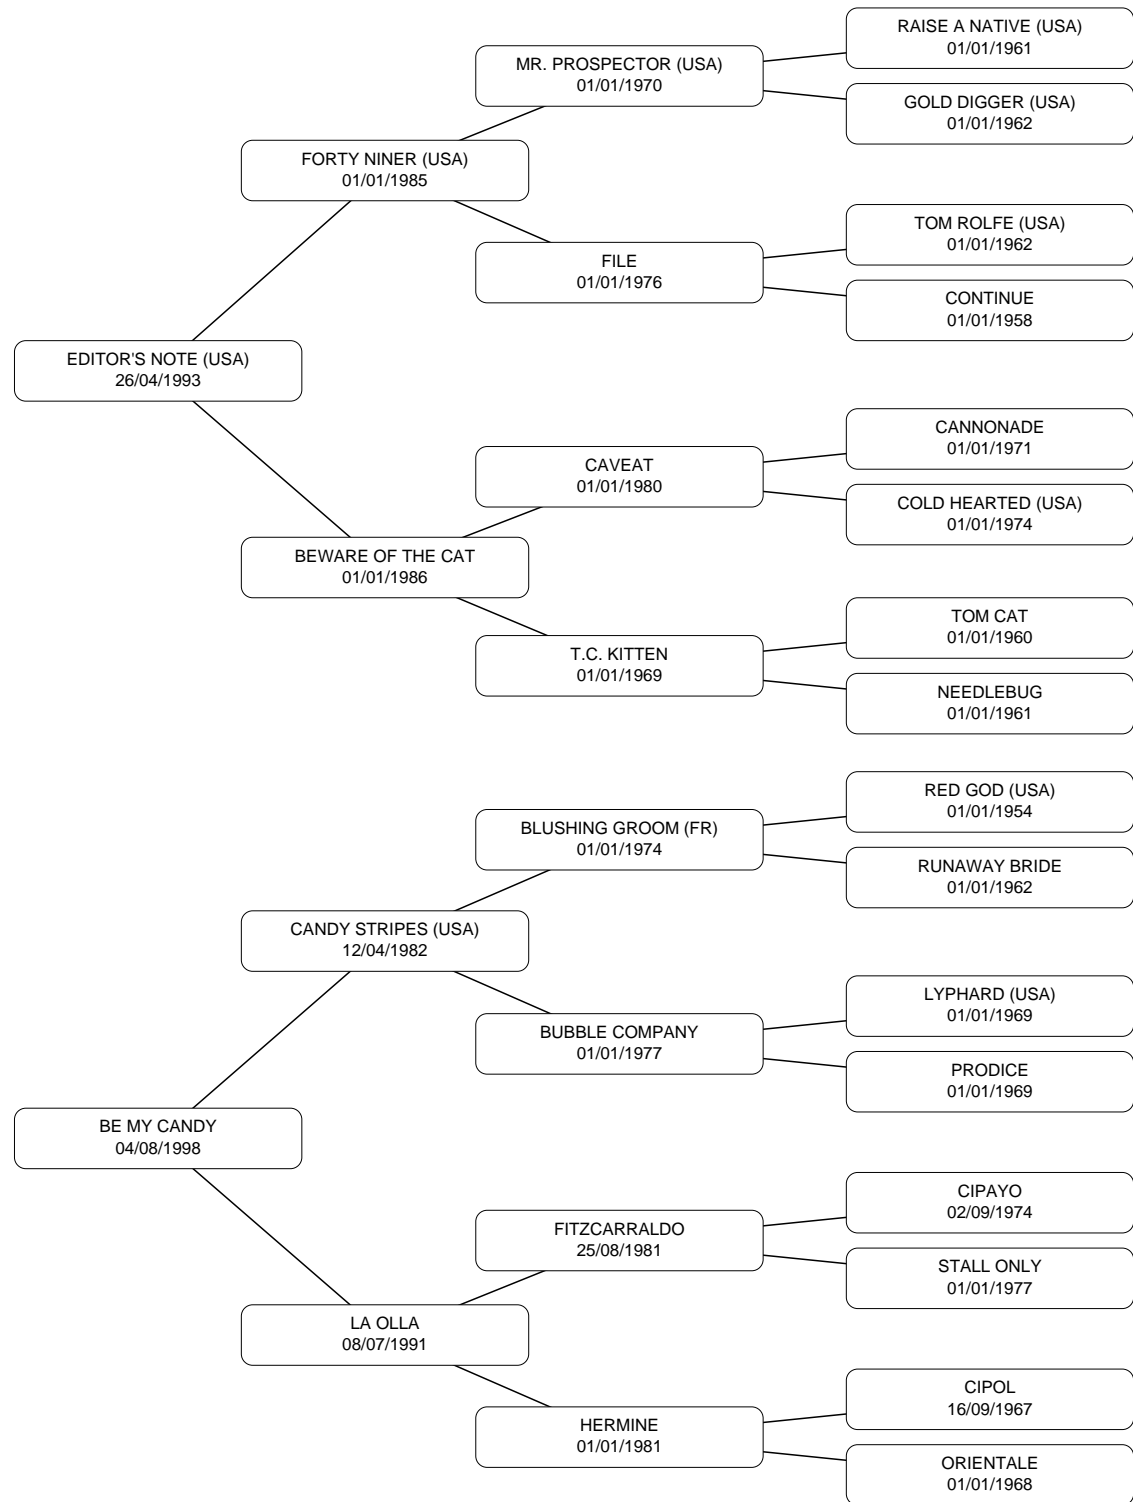 RAISE A NATIVE (USA)
01/01/1961
MR. PROSPECTOR (USA)
01/01/1970
GOLD DIGGER (USA)
01/01/1962
FORTY NINER (USA)
01/01/1985
TOM ROLFE (USA)
01/01/1962
FILE
01/01/1976
CONTINUE
01/01/1958
EDITOR'S NOTE (USA)
26/04/1993
CANNONADE
01/01/1971
CAVEAT
01/01/1980
COLD HEARTED (USA)
01/01/1974
BEWARE OF THE CAT
01/01/1986
TOM CAT
01/01/1960
T.C. KITTEN
01/01/1969
NEEDLEBUG
01/01/1961
RED GOD (USA)
01/01/1954
BLUSHING GROOM (FR)
01/01/1974
RUNAWAY BRIDE
01/01/1962
CANDY STRIPES (USA)
12/04/1982
LYPHARD (USA)
01/01/1969
BUBBLE COMPANY
01/01/1977
PRODICE
01/01/1969
BE MY CANDY
04/08/1998
CIPAYO
02/09/1974
FITZCARRALDO
25/08/1981
STALL ONLY
01/01/1977
LA OLLA
08/07/1991
CIPOL
16/09/1967
HERMINE
01/01/1981
ORIENTALE
01/01/1968